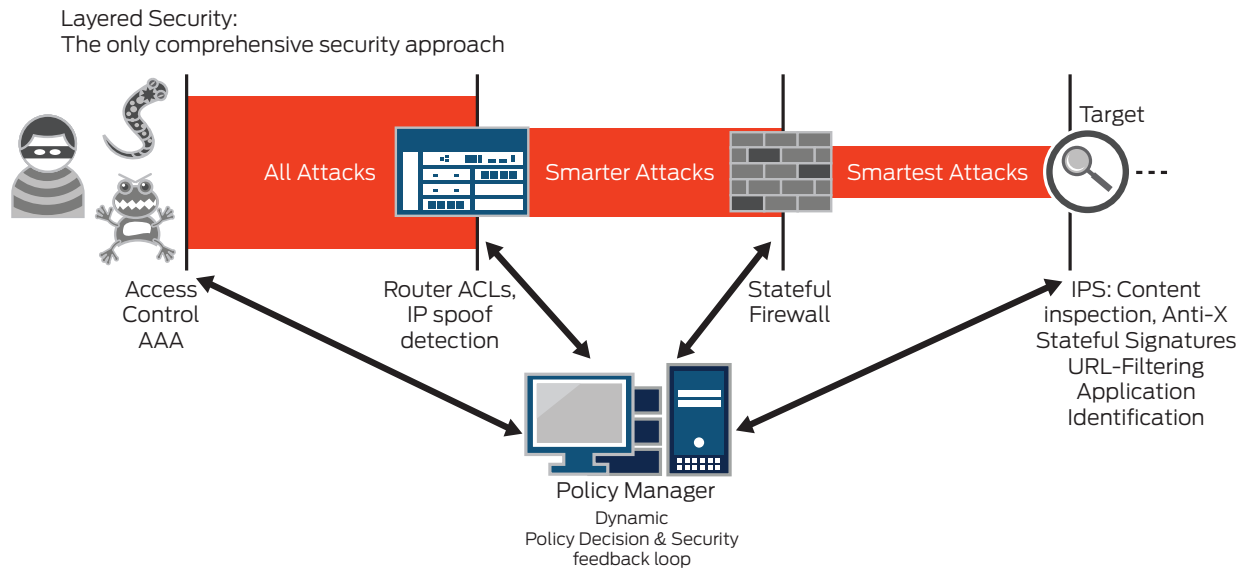 Layered Security:
The only comprehensive security approach
Target
All Attacks
Smarter Attacks
Smartest Attacks
Access
Control
AAA
Router ACLs,
IP spoof
detection
Stateful
Firewall
IPS: Content
inspection, Anti-X
Stateful Signatures
URL-Filtering
Application
Identification
Policy Manager
Dynamic
Policy Decision & Security
feedback loop